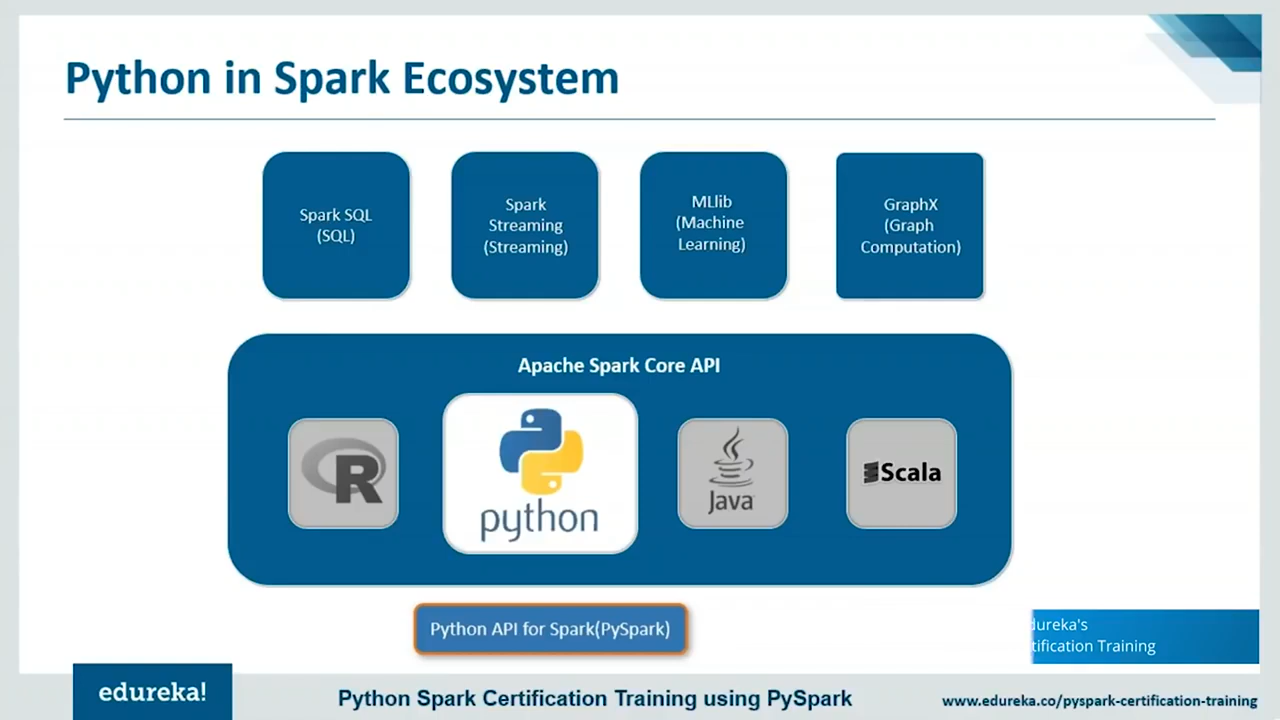 Python in Spark Ecosystem
Spark SQL
(SQL)
Spark
Streaming
(Streaming)
MLlib
(Machine
Learning)
GraphX
(Graph
Computation)
Apache Spark Core API
R
python
Java
Scala
Python API for Spark(PySpark)
dureka's
tification Training
edureka!
Python Spark Certification Training using PySpark
www.edureka.co/pyspark-certification-training